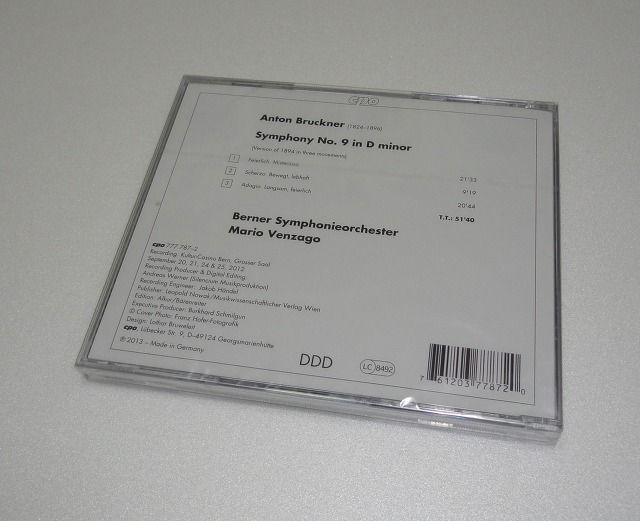 cpo
Anton Bruckner (1824–1896)
Symphony No. 9 in D minor
(Version of 1894 in three movements)
1 Feierlich. Misterioso 21'33
2 Scherzo. Bewegt, lebhaft 9'19
3 Adagio. Langsam, feierlich 20'44
T.T.: 51'40
Berner Symphonieorchester
Mario Venzago
cpo 777 787–2
Recording: Kultur-Casino Bern, Grosser Saal
September 20, 21, 24 & 25, 2012
Recording Producer & Digital Editing:
Andreas Werner (Silencium Musikproduktion)
Recording Engineer: Jakob Händel
Publisher: Leopold Nowak/Musikwissenschaftlicher Verlag Wien
Edition: Alkor/Bärenreiter
Executive Producer: Burkhard Schmilgun
© Cover Photo: Franz Hofer-Fotografik
Design: Lothar Bruweleit
cpo, Lübecker Str. 9, D–49124 Georgsmarienhütte
℗ 2013 – Made in Germany
DDD
LC 8492
7 61203 77872 0